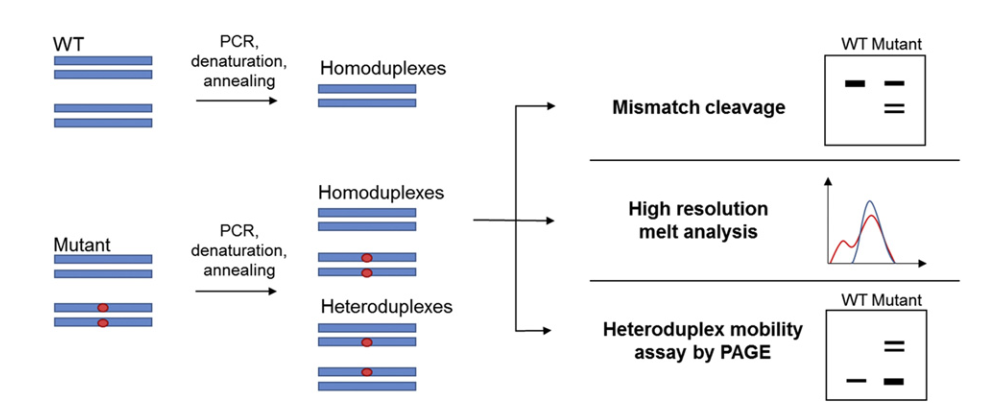 WT
PCR,
denaturation,
annealing
Homoduplexes
WT Mutant
Mismatch cleavage
Homoduplexes
High resolution
melt analysis
Mutant
PCR,
denaturation,
annealing
Heteroduplexes
WT Mutant
Heteroduplex mobility
assay by PAGE